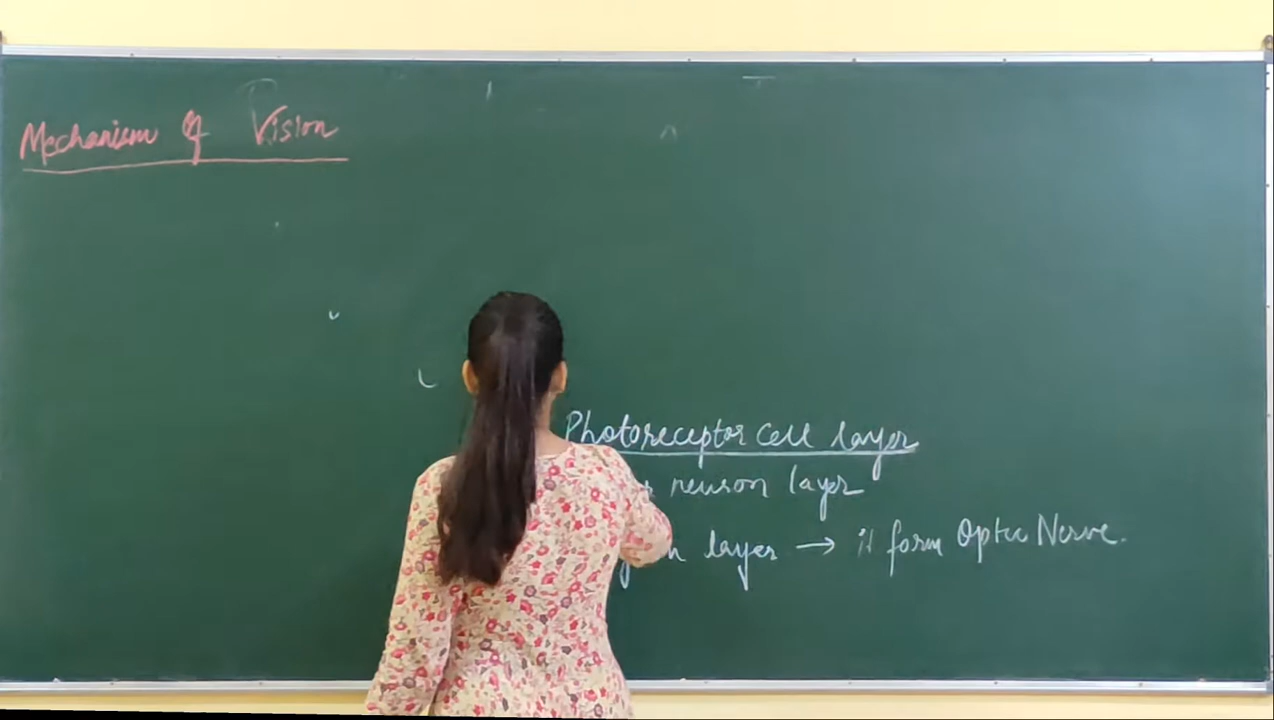 Mechanism of Vision
Photoreceptor cell layer
neuron layer
layer → it form Optic Nerve.